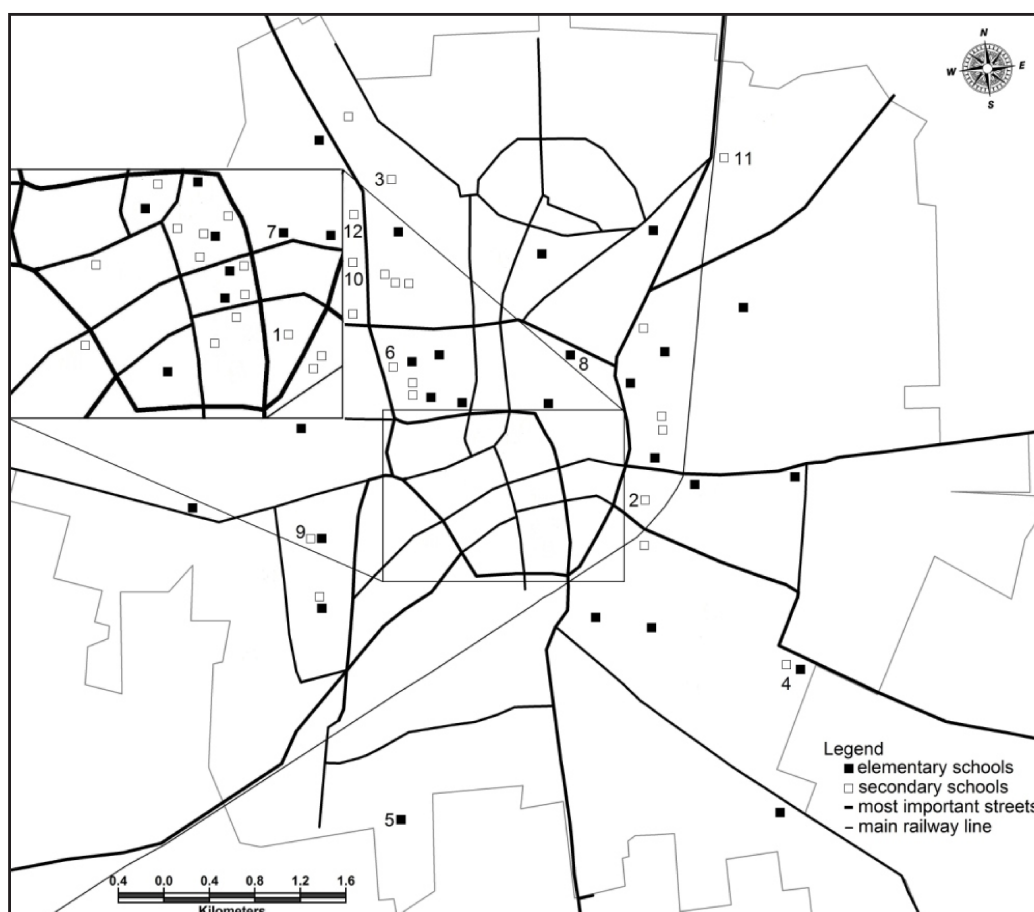 N
W E
S
11
3
7 12
10
1
6
8
2
9
4
5
Legend
elementary schools
secondary schools
most important streets
main railway line
0.4 0.0 0.4 0.8 1.2 1.6
Kilometers